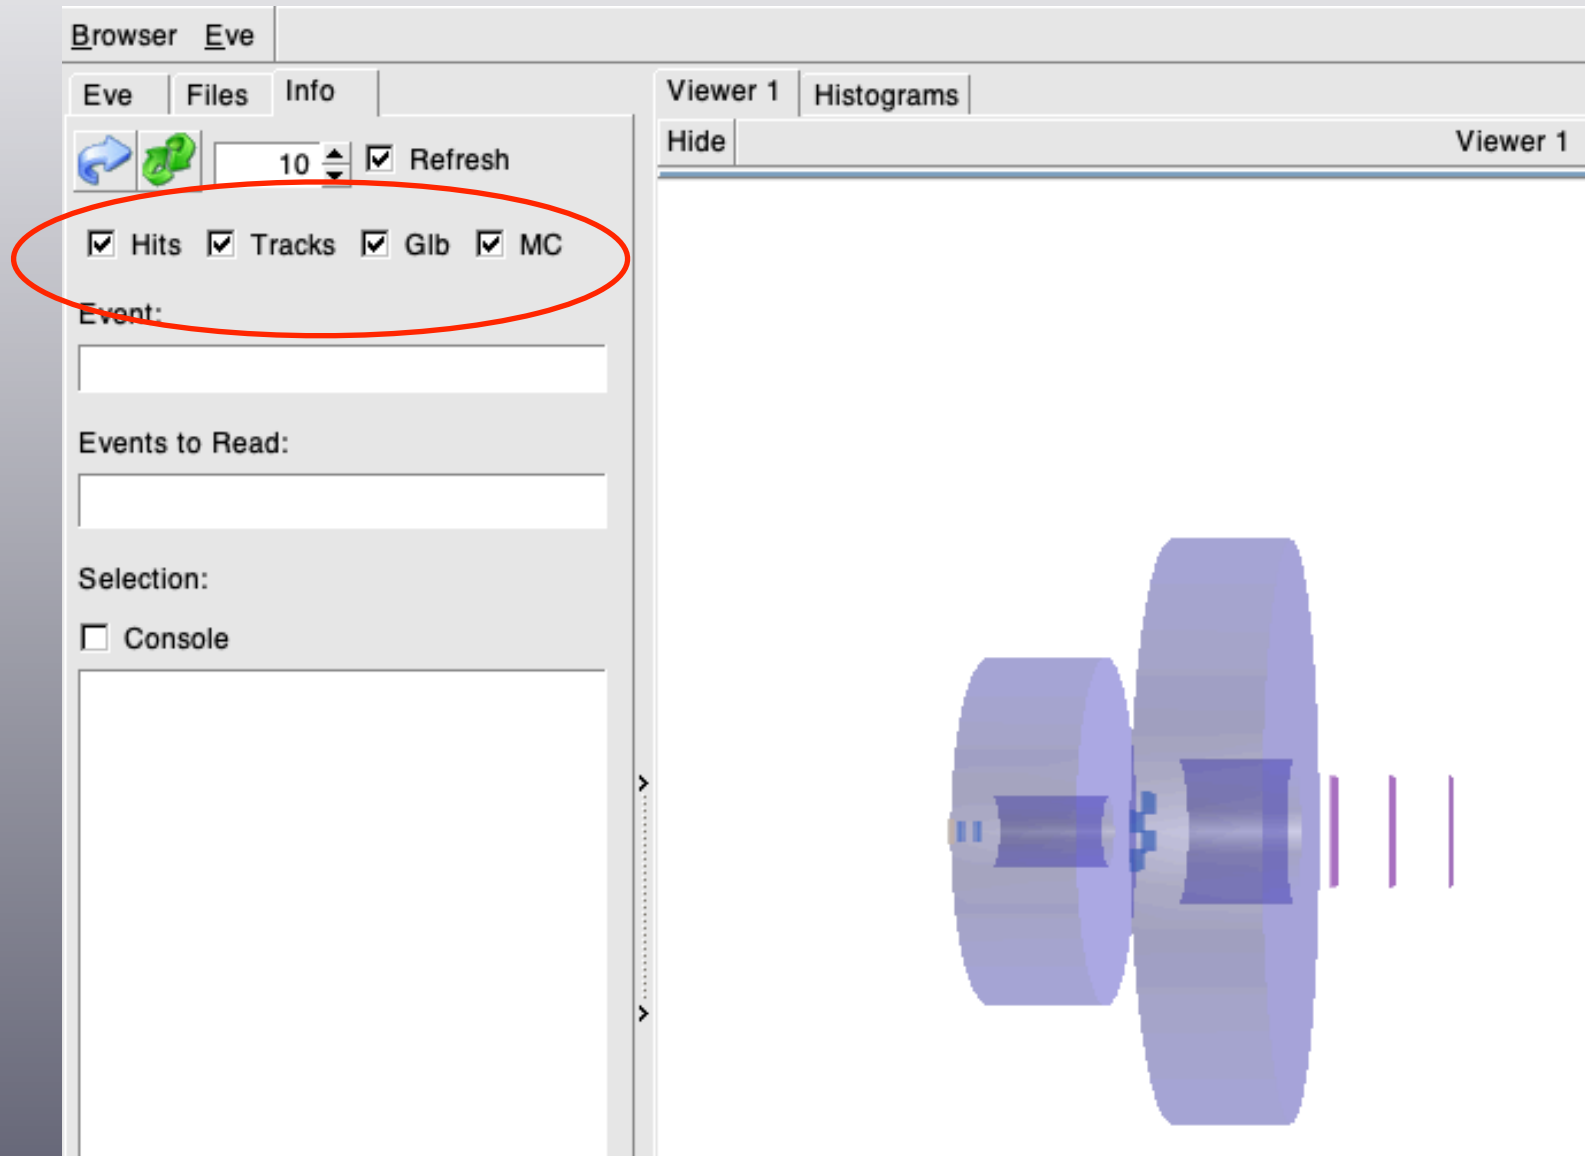 Browser Eve
Eve Files Info
Viewer 1 Histograms
Hide Viewer 1
10 Refresh
Hits Tracks Glb MC
Event:
Events to Read:
Selection:
Console